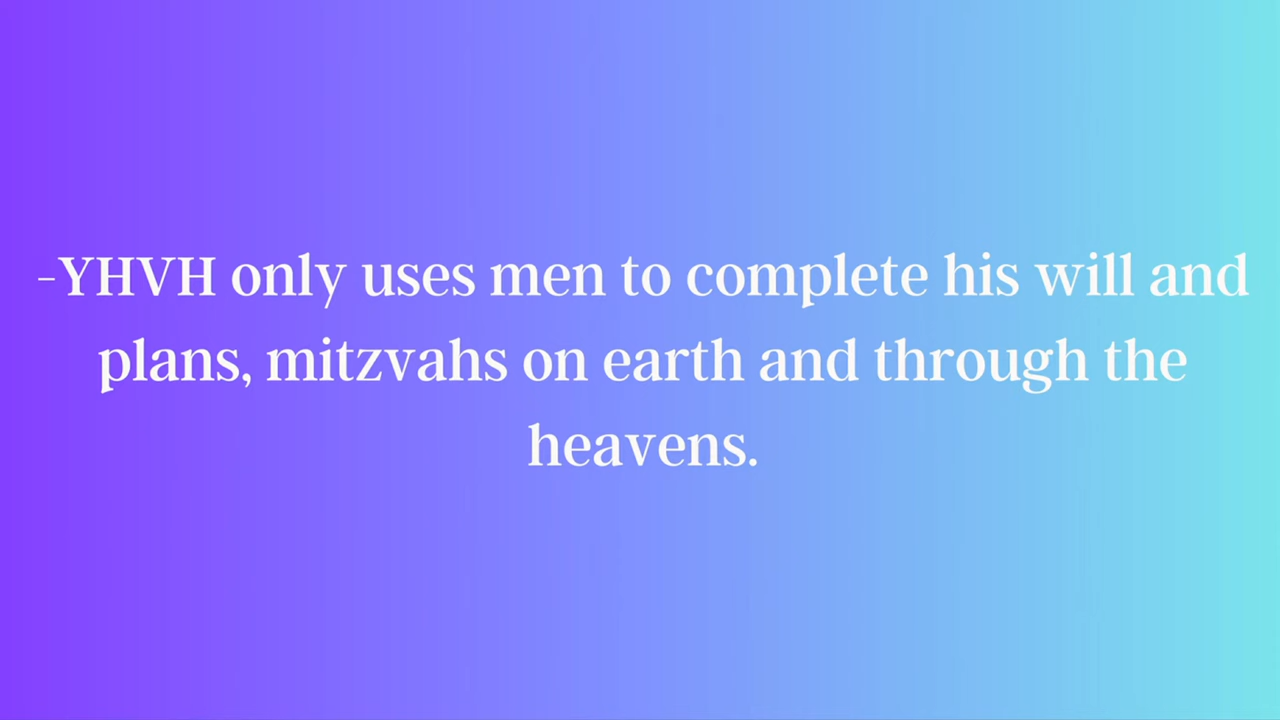 -YHVH only uses men to complete his will and
plans, mitzvahs on earth and through the
heavens.